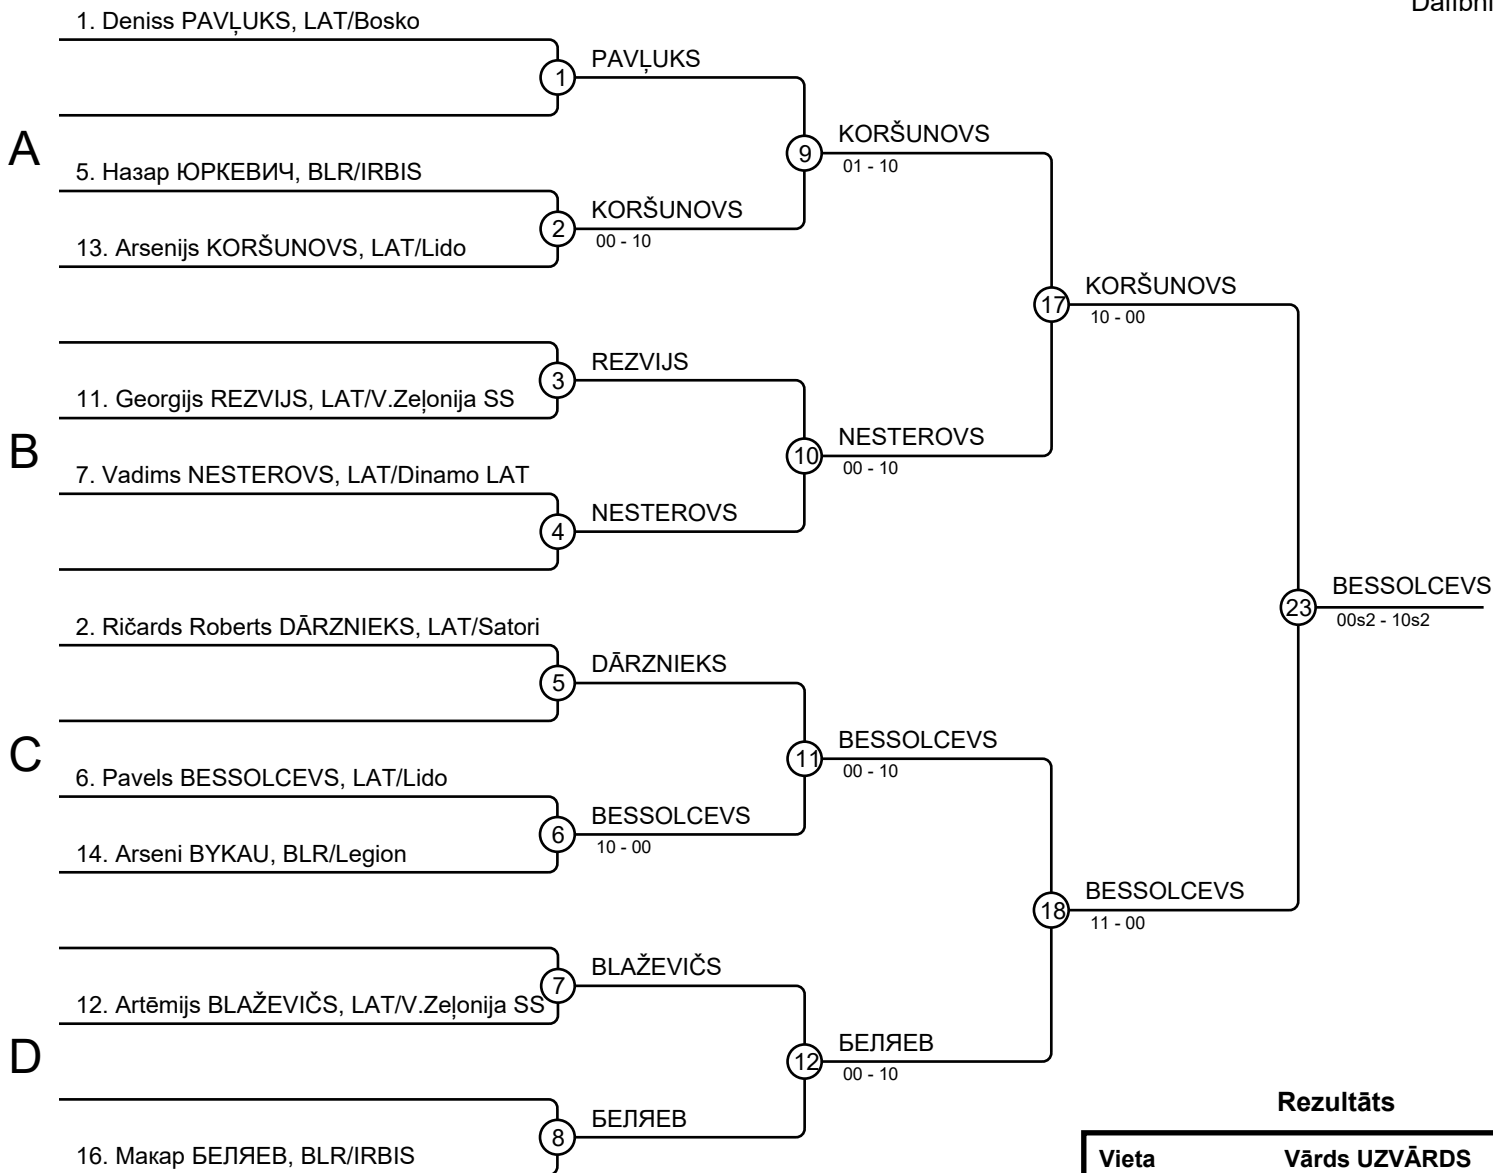 Dalībni
1. Deniss PAVĻUKS, LAT/Bosko
1
PAVĻUKS
A
9
KORŠUNOVS
01 - 10
5. Назар ЮРКЕВИЧ, BLR/IRBIS
2
KORŠUNOVS
00 - 10
13. Arsenijs KORŠUNOVS, LAT/Lido
17
KORŠUNOVS
10 - 00
3
REZVIJS
11. Georgijs REZVIJS, LAT/V.Zeļonija SS
B
10
NESTEROVS
00 - 10
7. Vadims NESTEROVS, LAT/Dinamo LAT
4
NESTEROVS
23
BESSOLCEVS
00s2 - 10s2
2. Ričards Roberts DĀRZNIEKS, LAT/Satori
5
DĀRZNIEKS
C
11
BESSOLCEVS
00 - 10
6. Pavels BESSOLCEVS, LAT/Lido
6
BESSOLCEVS
10 - 00
14. Arseni BYKAU, BLR/Legion
18
BESSOLCEVS
11 - 00
7
BLAŽEVIČS
12. Artēmijs BLAŽEVIČS, LAT/V.Zeļonija SS
D
12
БЕЛЯЕВ
00 - 10
8
БЕЛЯЕВ
16. Макар БЕЛЯЕВ, BLR/IRBIS
Rezultāts
Vieta Vārds UZVĀRDS